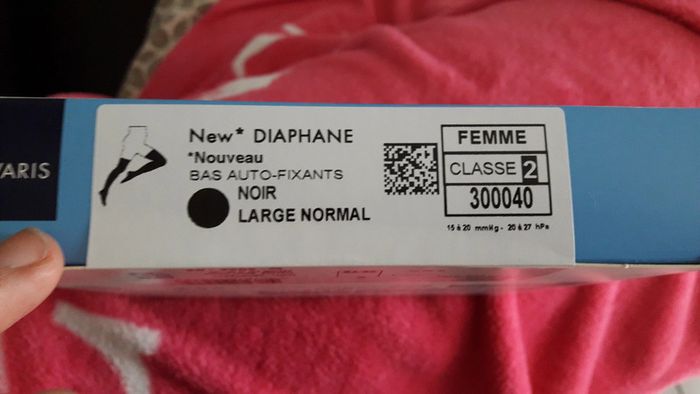 VARIS
New* DIAPHANE
*Nouveau
BAS AUTO-FIXANTS
NOIR
LARGE NORMAL
FEMME
CLASSE 2
300040
15 à 20 mmHg - 20 à 27 hPa